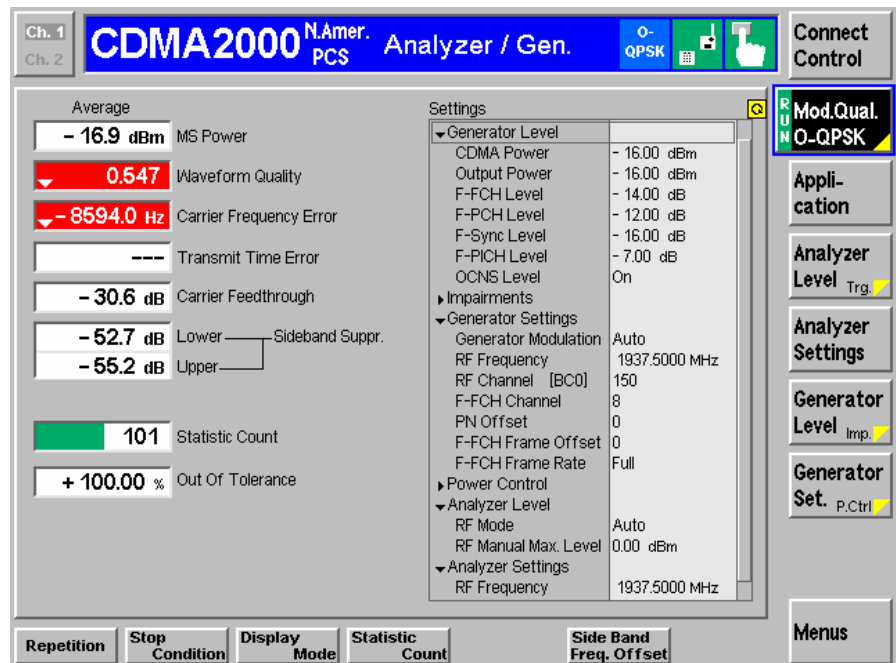 Ch. 1
Ch. 2
CDMA2000 N.Amer. PCS Analyzer / Gen.
O-QPSK
Connect Control
Average
- 16.9 dBm MS Power
0.547 Waveform Quality
- 8594.0 Hz Carrier Frequency Error
--- Transmit Time Error
- 30.6 dB Carrier Feedthrough
- 52.7 dB Lower Sideband Suppr.
- 55.2 dB Upper
101 Statistic Count
+ 100.00 % Out Of Tolerance
Settings
Generator Level
CDMA Power - 16.00 dBm
Output Power - 16.00 dBm
F-FCH Level - 14.00 dB
F-PCH Level - 12.00 dB
F-Sync Level - 16.00 dB
F-PICH Level - 7.00 dB
OCNS Level On
Impairments
Generator Settings
Generator Modulation Auto
RF Frequency 1937.5000 MHz
RF Channel [BC0] 150
F-FCH Channel 8
PN Offset 0
F-FCH Frame Offset 0
F-FCH Frame Rate Full
Power Control
Analyzer Level
RF Mode Auto
RF Manual Max. Level 0.00 dBm
Analyzer Settings
RF Frequency 1937.5000 MHz
RUN
Mod.Qual.
O-QPSK
Appli-
cation
Analyzer
Level Trg.
Analyzer
Settings
Generator
Level Imp.
Generator
Set. P.Ctrl
Menus
Repetition
Stop Condition
Display Mode
Statistic Count
Side Band Freq. Offset